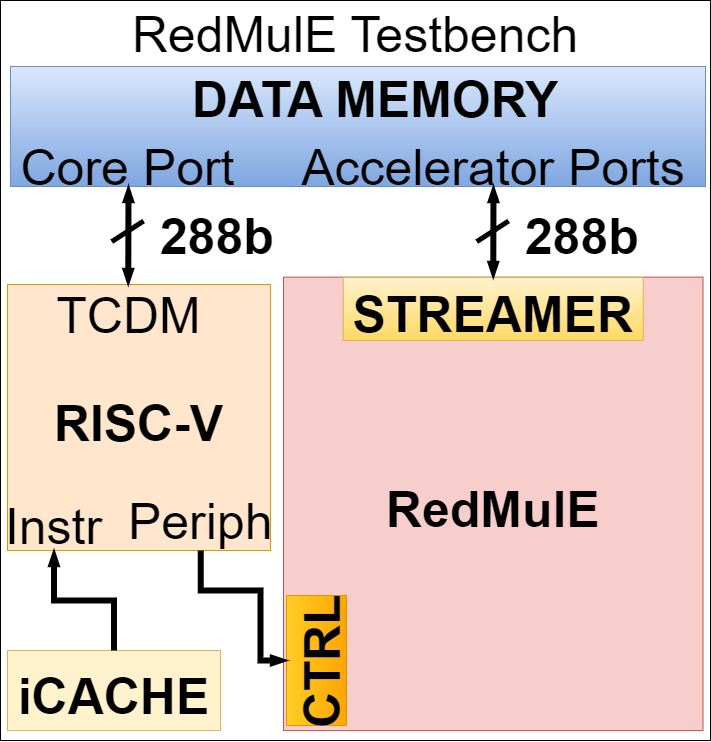 RedMulE Testbench
DATA MEMORY
Core Port
Accelerator Ports
288b
288b
TCDM
STREAMER
RISC-V
RedMulE
Instr
Periph
CTRL
iCACHE